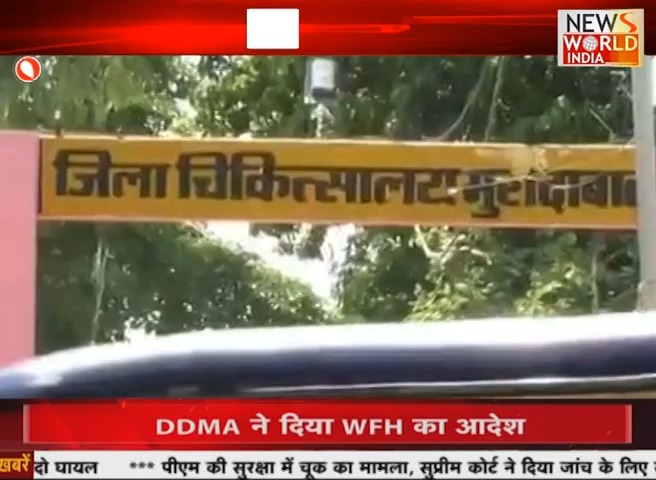 NEWS
WORLD
INDIA
जिला चिकित्सालय मुरादाबाद
DDMA ने दिया WFH का आदेश
खबरें दो घायल *** पीएम की सुरक्षा में चूक का मामला, सुप्रीम कोर्ट ने दिया जांच के लिए